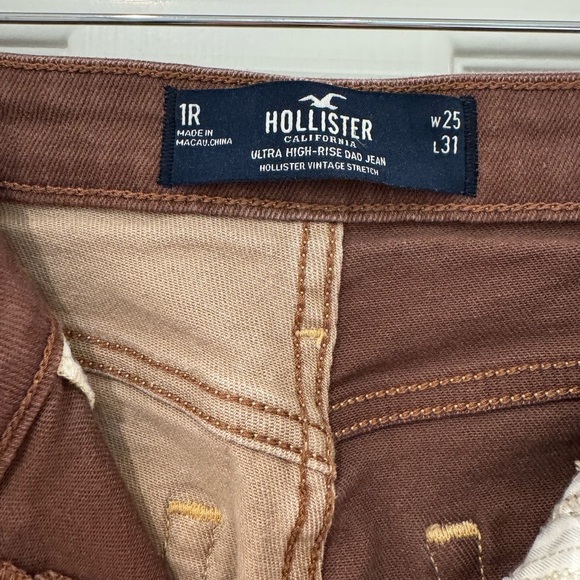 1R
MADE IN
MACAU, CHINA
HOLLISTER
CALIFORNIA
ULTRA HIGH-RISE DAD JEAN
HOLLISTER VINTAGE STRETCH
W25
L31